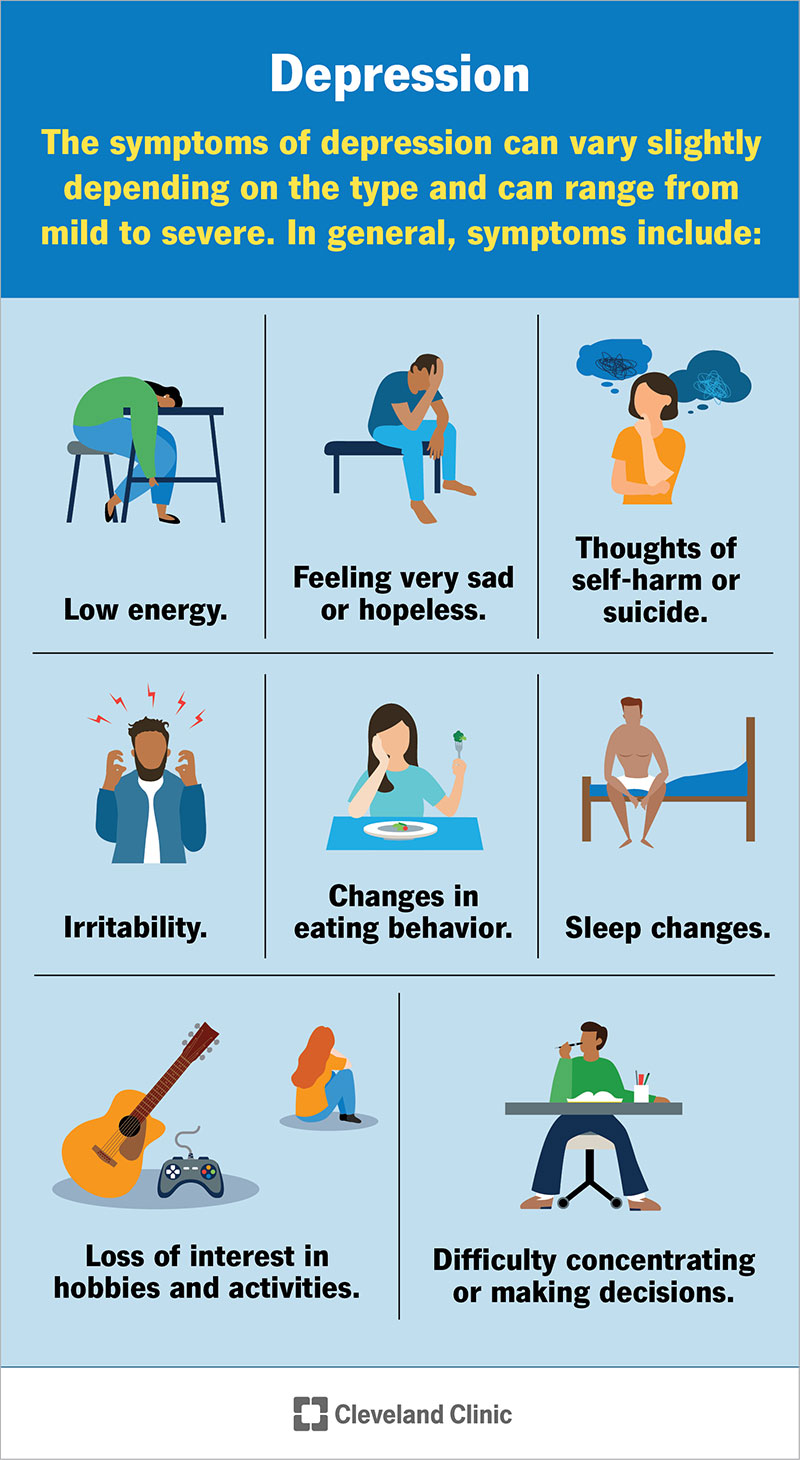 Depression
The symptoms of depression can vary slightly
depending on the type and can range from
mild to severe. In general, symptoms include:
Low energy.
Feeling very sad
or hopeless.
Thoughts of
self-harm or
suicide.
Irritability.
Changes in
eating behavior.
Sleep changes.
Loss of interest in
hobbies and activities.
Difficulty concentrating
or making decisions.
Cleveland Clinic